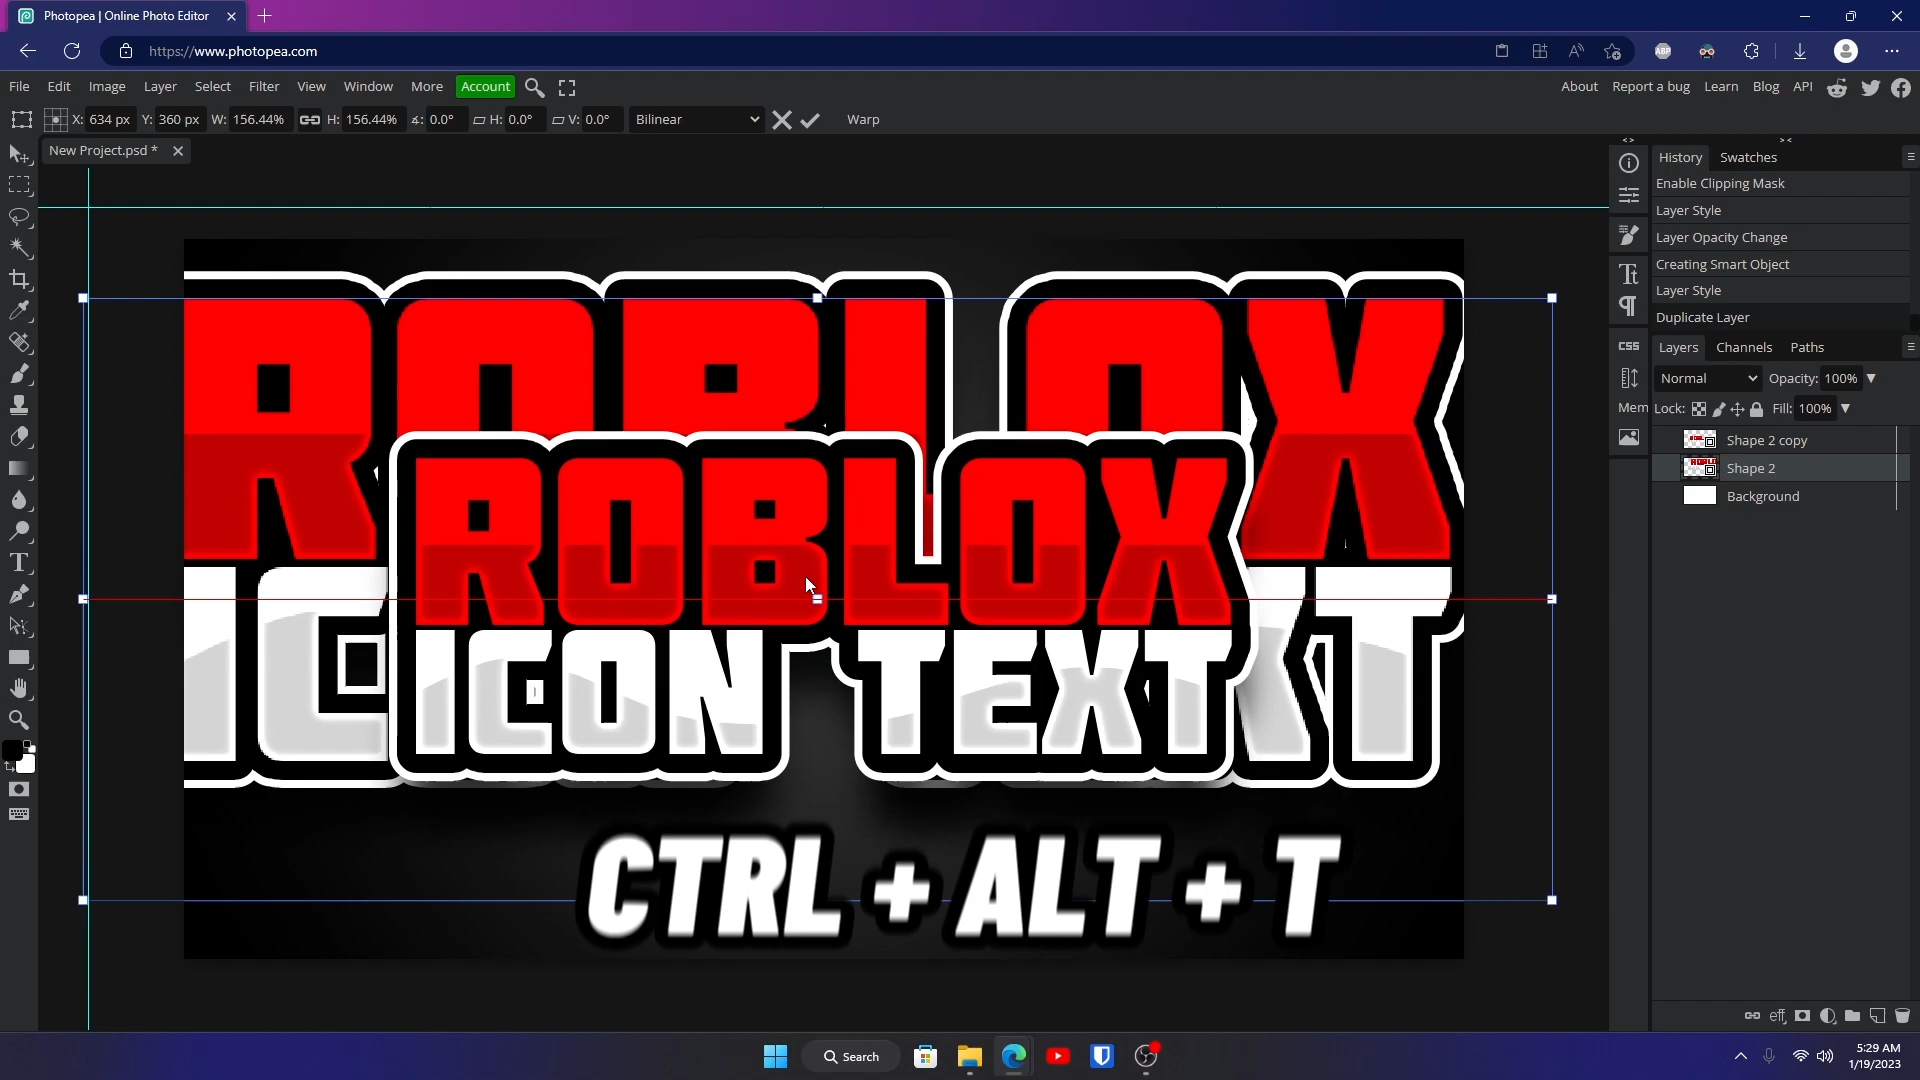 Photopea | Online Photo Editor
https://www.photopea.com
ABP
File Edit Image Layer Select Filter View Window More Account
About Report a bug Learn Blog API
X: 634 px Y: 360 px W: 156.44% H: 156.44% ∡: 0.0° H: 0.0° V: 0.0° Bilinear Warp
New Project.psd *
History Swatches
Enable Clipping Mask
Layer Style
Layer Opacity Change
Creating Smart Object
Layer Style
Duplicate Layer
CSS
Mem
Layers Channels Paths
Normal Opacity: 100%
Lock: Fill: 100%
Shape 2 copy
Shape 2
Background
ROBLOX
ROBLOX
ICON TEXT
CTRL + ALT + T
eff
Search
5:29 AM
1/19/2023